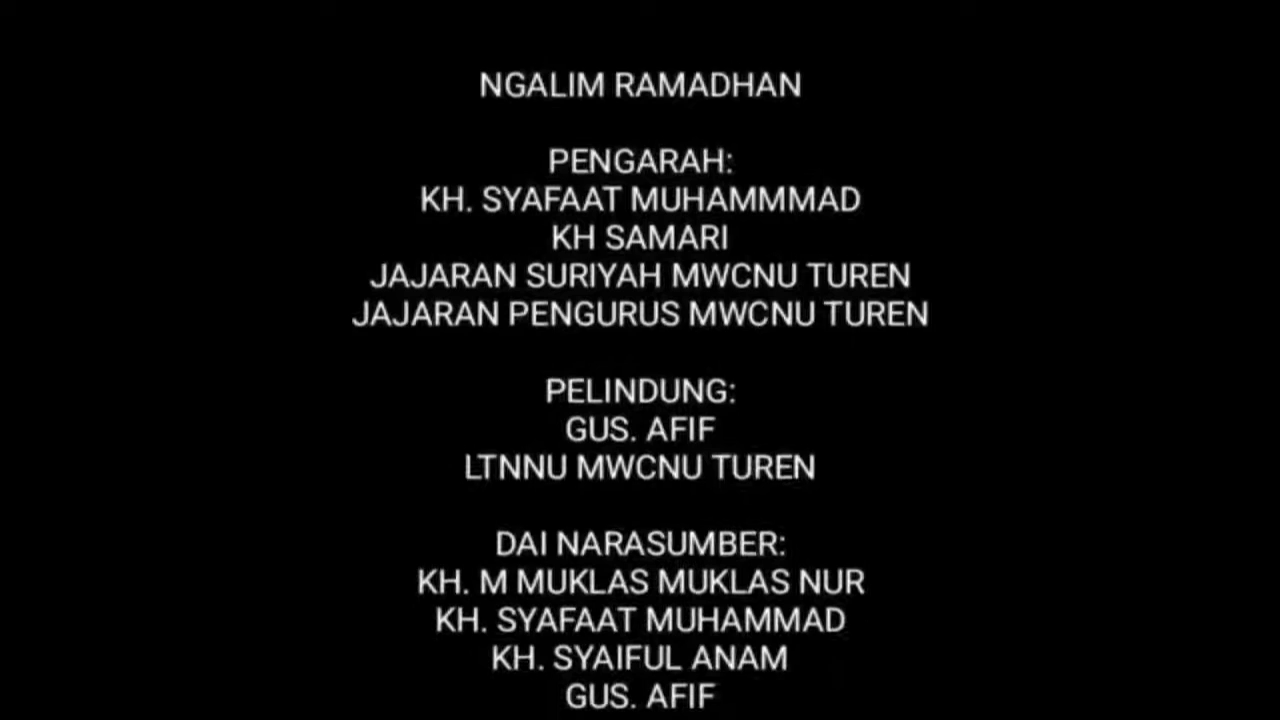 NGALIM RAMADHAN
PENGARAH:
KH. SYAFAAT MUHAMMMAD
KH SAMARI
JAJARAN SURIYAH MWCNU TUREN
JAJARAN PENGURUS MWCNU TUREN
PELINDUNG:
GUS. AFIF
LTNNU MWCNU TUREN
DAI NARASUMBER:
KH. M MUKLAS MUKLAS NUR
KH. SYAFAAT MUHAMMAD
KH. SYAIFUL ANAM
GUS. AFIF